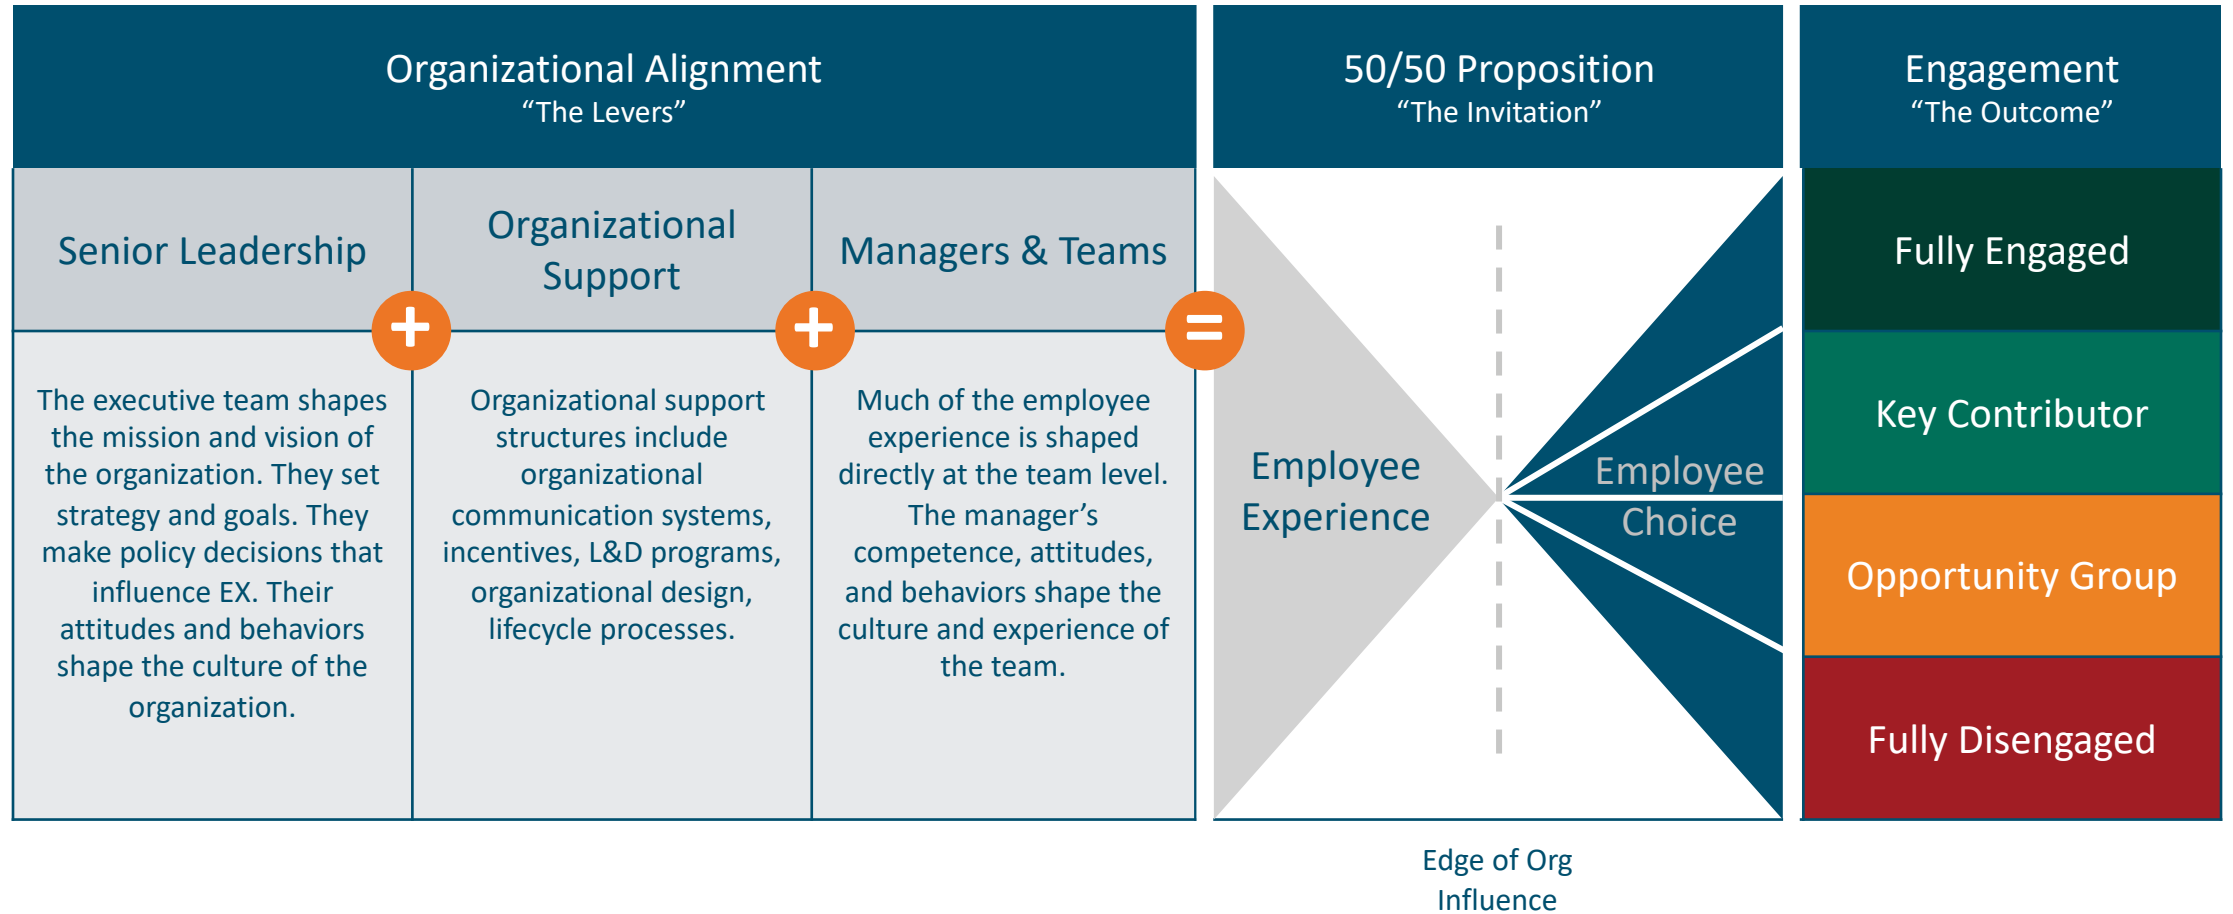 Organizational Alignment
“The Levers”
50/50 Proposition
“The Invitation”
Engagement
“The Outcome”
Senior Leadership
Organizational
Support
Managers & Teams
+
+
=
The executive team shapes
the mission and vision of
the organization. They set
strategy and goals. They
make policy decisions that
influence EX. Their
attitudes and behaviors
shape the culture of the
organization.
Organizational support
structures include
organizational
communication systems,
incentives, L&D programs,
organizational design,
lifecycle processes.
Much of the employee
experience is shaped
directly at the team level.
The manager’s
competence, attitudes,
and behaviors shape the
culture and experience of
the team.
Employee
Experience
Employee
Choice
Edge of Org
Influence
Fully Engaged
Key Contributor
Opportunity Group
Fully Disengaged